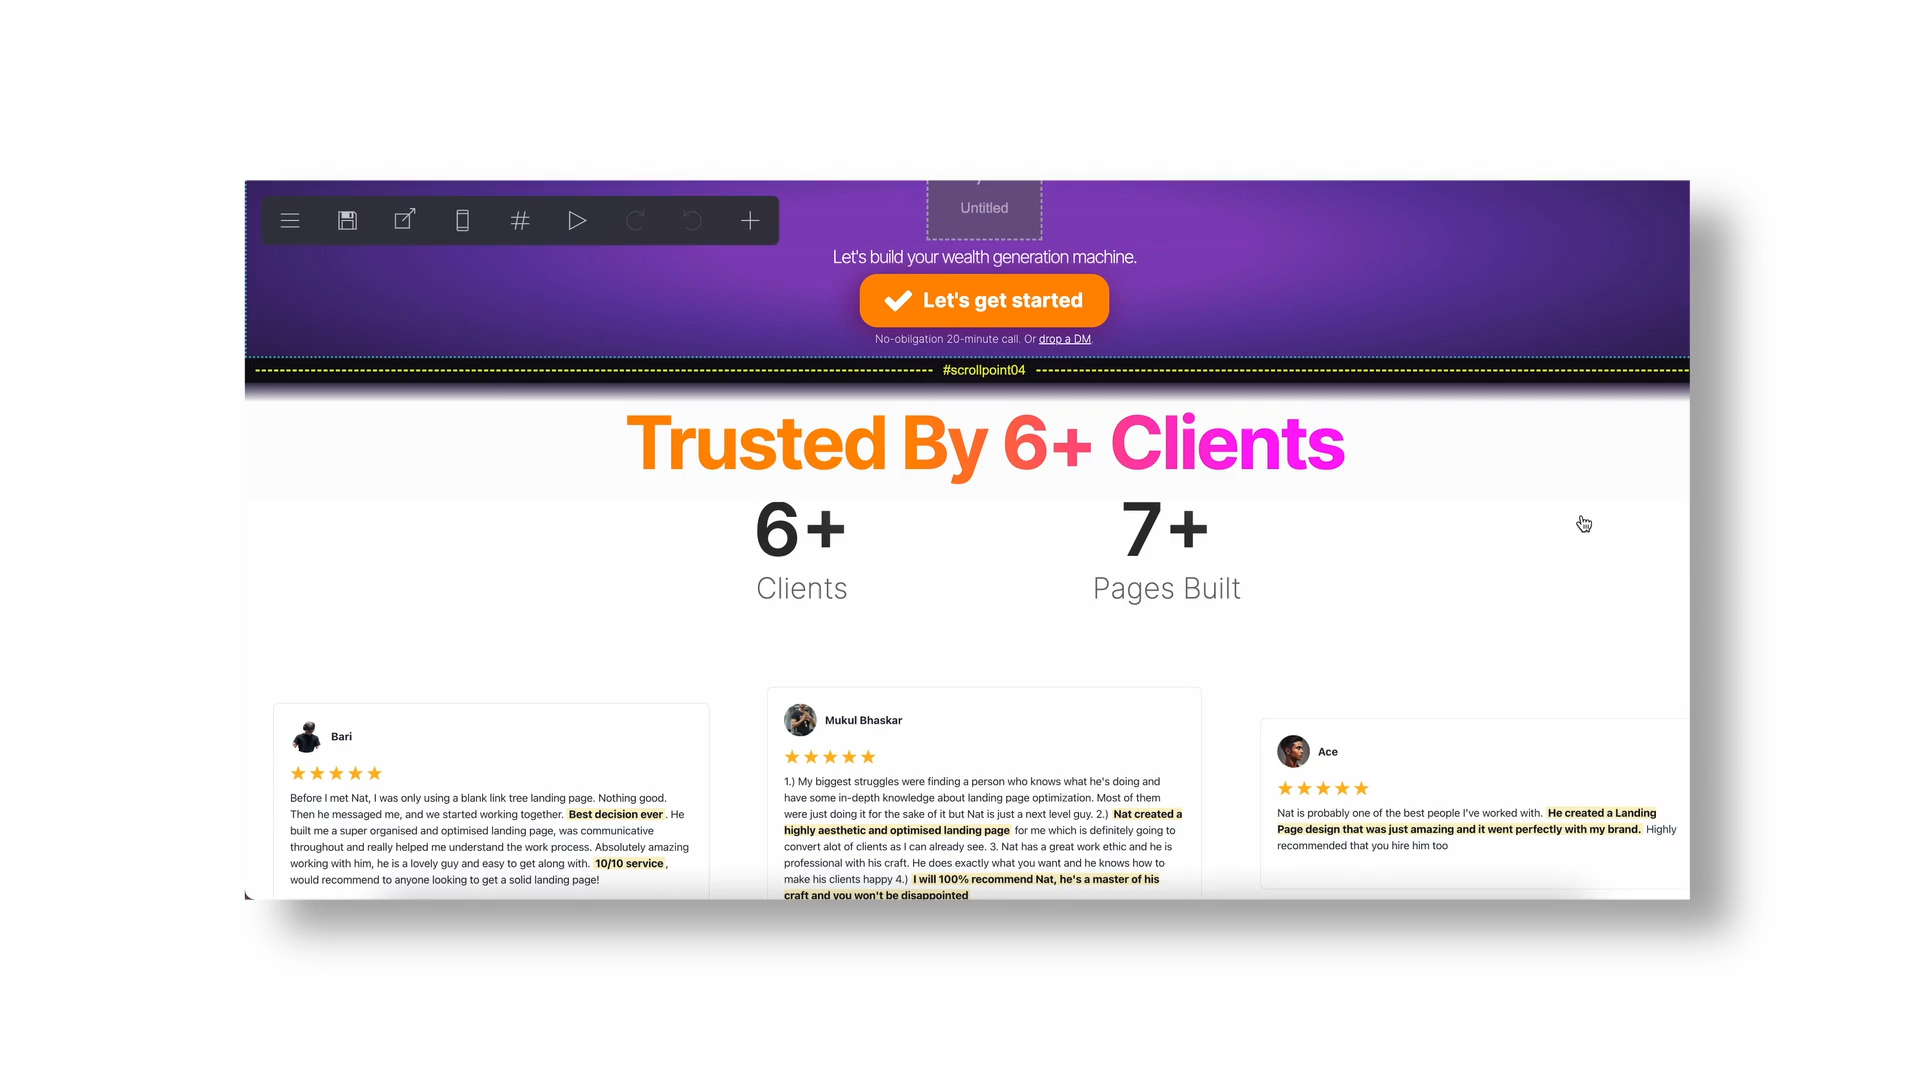 Untitled
Let's build your wealth generation machine.
Let's get started
No-obilgation 20-minute call. Or drop a DM.
#scrollpoint04
Trusted By 6+ Clients
6+
Clients
7+
Pages Built
Bari
Before I met Nat, I was only using a blank link tree landing page. Nothing good.
Then he messaged me, and we started working together. Best decision ever. He
built me a super organised and optimised landing page, was communicative
throughout and really helped me understand the work process. Absolutely amazing
working with him, he is a lovely guy and easy to get along with. 10/10 service,
would recommend to anyone looking to get a solid landing page!
Mukul Bhaskar
1.) My biggest struggles were finding a person who knows what he's doing and
have some in-depth knowledge about landing page optimization. Most of them
were just doing it for the sake of it but Nat is just a next level guy. 2.) Nat created a
highly aesthetic and optimised landing page for me which is definitely going to
convert alot of clients as I can already see. 3. Nat has a great work ethic and he is
professional with his craft. He does exactly what you want and he knows how to
make his clients happy 4.) I will 100% recommend Nat, he's a master of his
craft and you won't be disappointed
Ace
Nat is probably one of the best people I've worked with. He created a Landing
Page design that was just amazing and it went perfectly with my brand. Highly
recommended that you hire him too